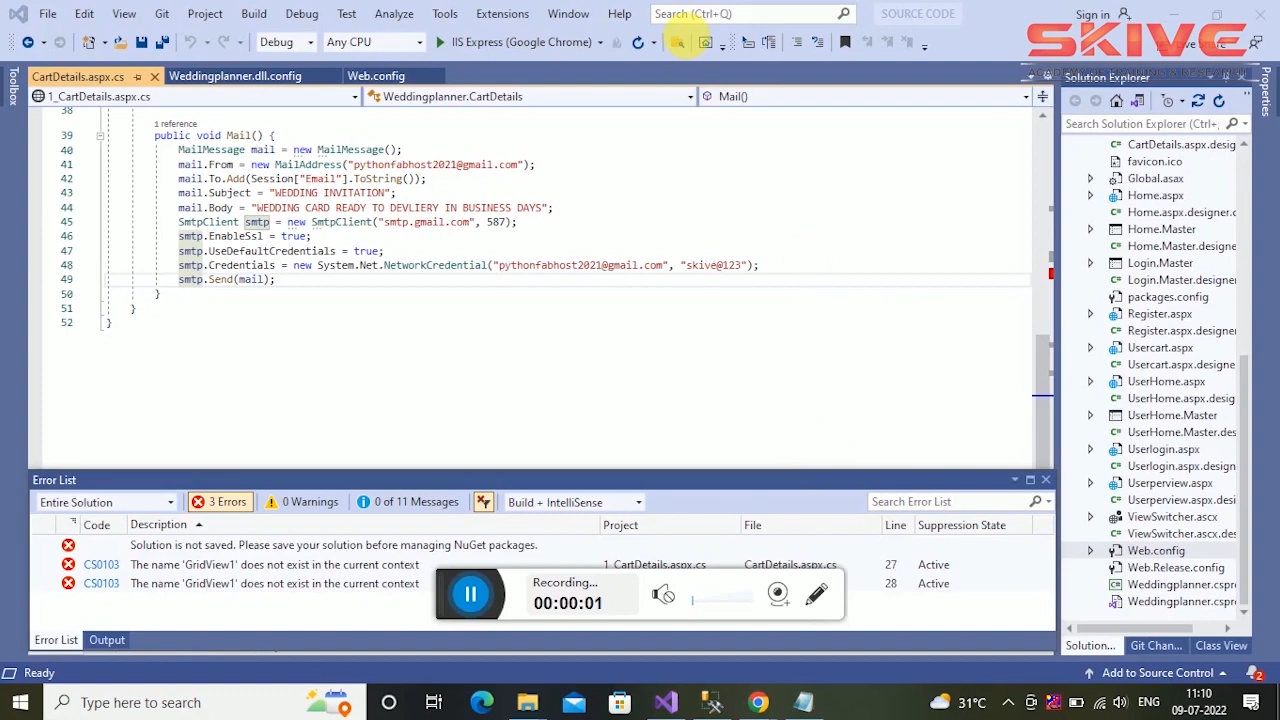 File Edit View Git Project Build Debug Test Analyze Tools Extensions Window Help Search (Ctrl+Q) SOURCE CODE Sign in
SKIVE
ACADEMY OF TRAINING & RESEARCH
Debug Any CPU IIS Express (Google Chrome) Live Share
Toolbox
CartDetails.aspx.cs Weddingplanner.dll.config Web.config
1_CartDetails.aspx.cs Weddingplanner.CartDetails Mail()
38
1 reference
39 public void Mail() {
40 MailMessage mail = new MailMessage();
41 mail.From = new MailAddress("pythonfabhost2021@gmail.com");
42 mail.To.Add(Session["Email"].ToString());
43 mail.Subject = "WEDDING INVITATION";
44 mail.Body = "WEDDING CARD READY TO DEVLIERY IN BUSINESS DAYS";
45 SmtpClient smtp = new SmtpClient("smtp.gmail.com", 587);
46 smtp.EnableSsl = true;
47 smtp.UseDefaultCredentials = true;
48 smtp.Credentials = new System.Net.NetworkCredential("pythonfabhost2021@gmail.com", "skive@123");
49 smtp.Send(mail);
50 }
51 }
52 }
Solution Explorer
Properties
Search Solution Explorer (Ctrl+;
CartDetails.aspx.desig
favicon.ico
Global.asax
Home.aspx
Home.aspx.designer.c
Home.Master
Home.Master.designer
Login.Master
Login.Master.designer
packages.config
Register.aspx
Register.aspx.designer
Usercart.aspx
Usercart.aspx.designe
UserHome.aspx
UserHome.aspx.desig
UserHome.Master
UserHome.Master.des
Userlogin.aspx
Userlogin.aspx.design
Userperview.aspx
Userperview.aspx.des
ViewSwitcher.ascx
ViewSwitcher.ascx.de
Web.config
Web.Release.config
Weddingplanner.cspr
Weddingplanner.cspr
Solution... Git Chan... Class View
Error List
Entire Solution 3 Errors 0 Warnings 0 of 11 Messages Build + IntelliSense Search Error List
Code Description Project File Line Suppression State
Solution is not saved. Please save your solution before managing NuGet packages.
CS0103 The name 'GridView1' does not exist in the current context 1_CartDetails.aspx.cs CartDetails.aspx.cs 27 Active
CS0103 The name 'GridView1' does not exist in the current context 28 Active
Recording...
00:00:01
Error List Output
Ready Add to Source Control 2
Type here to search 31°C ENG 11:10
09-07-2022